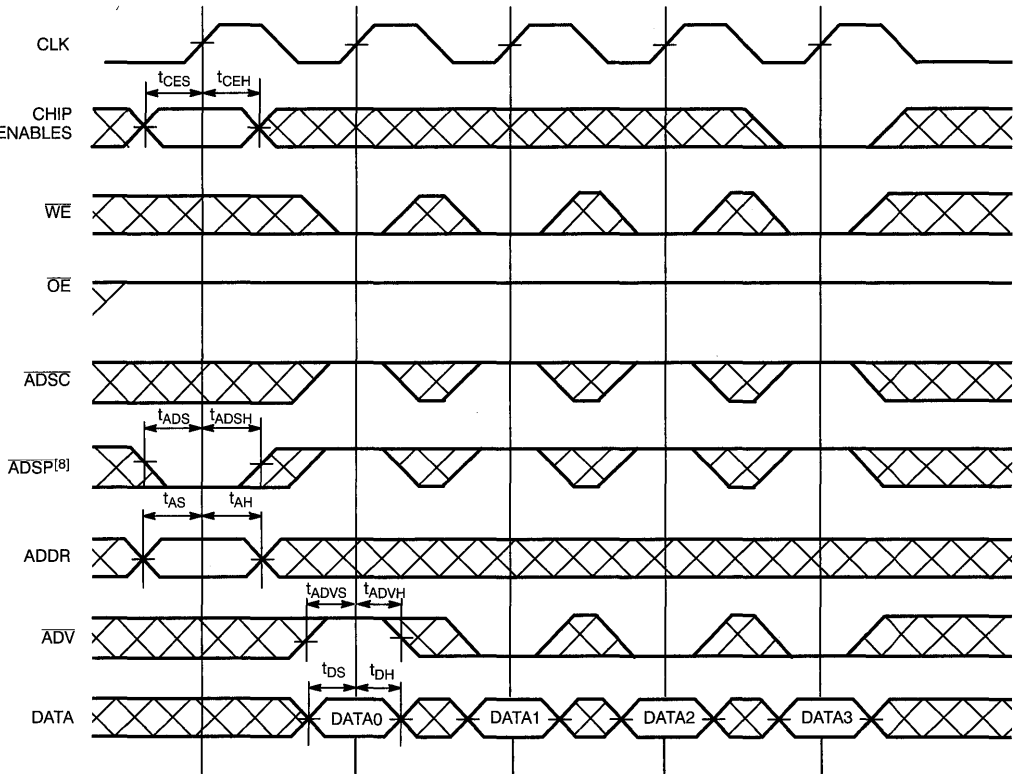 CLK
tCES tCEH
CHIP
ENABLES
WE
OE
ADSC
tADS tADSH
ADSP[8]
tAS tAH
ADDR
tADVS tADVH
ADV
tDS tDH
DATA DATA0 DATA1 DATA2 DATA3